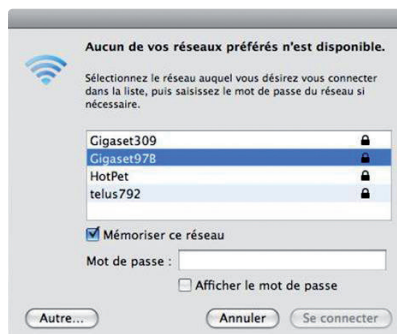 Aucun de vos réseaux préférés n'est disponible.
Sélectionnez le réseau auquel vous désirez vous connecter
dans la liste, puis saisissez le mot de passe du réseau si
nécessaire.
Gigaset309
Gigaset978
HotPet
telus792
Mémoriser ce réseau
Mot de passe :
Afficher le mot de passe
Autre... Annuler Se connecter